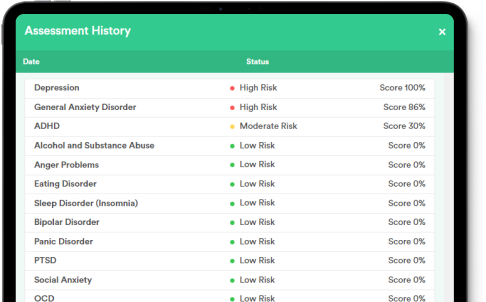 Assessment History ×
Date Status
Depression High Risk Score 100%
General Anxiety Disorder High Risk Score 86%
ADHD Moderate Risk Score 30%
Alcohol and Substance Abuse Low Risk Score 0%
Anger Problems Low Risk Score 0%
Eating Disorder Low Risk Score 0%
Sleep Disorder (Insomnia) Low Risk Score 0%
Bipolar Disorder Low Risk Score 0%
Panic Disorder Low Risk Score 0%
PTSD Low Risk Score 0%
Social Anxiety Low Risk Score 0%
OCD Low Risk Score 0%